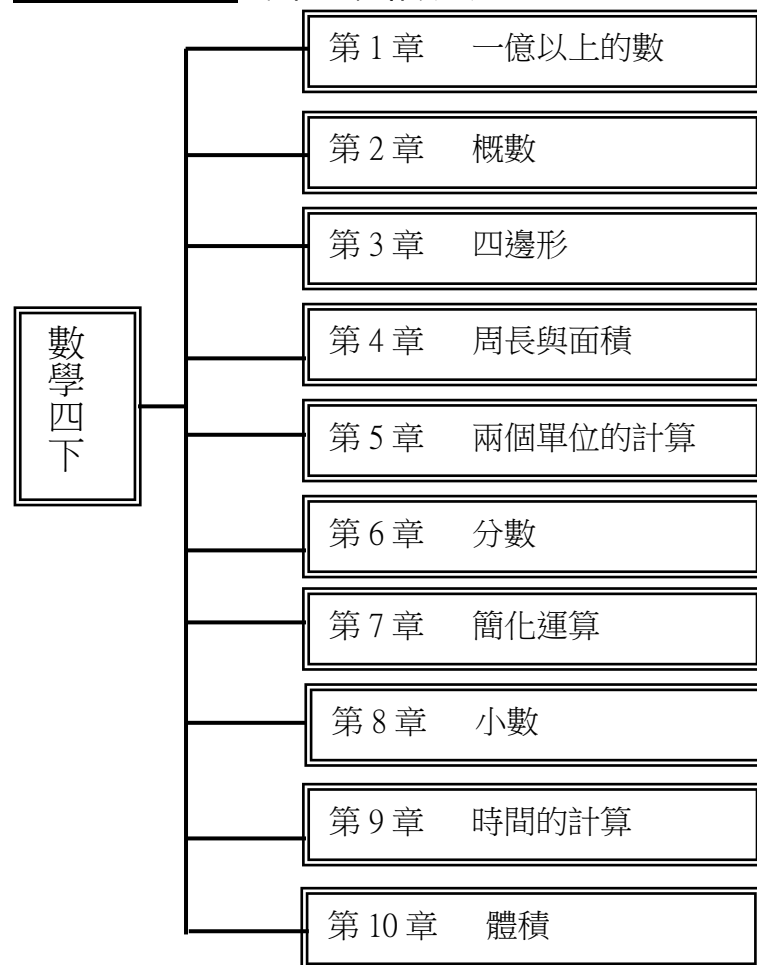 第 1 章 一億以上的數
第 2 章 概數
第 3 章 四邊形
第 4 章 周長與面積
數學四下
第 5 章 兩個單位的計算
第 6 章 分數
第 7 章 簡化運算
第 8 章 小數
第 9 章 時間的計算
第 10 章 體積